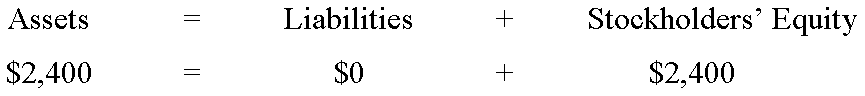 Assets = Liabilities + Stockholders’ Equity
$2,400 = $0 + $2,400